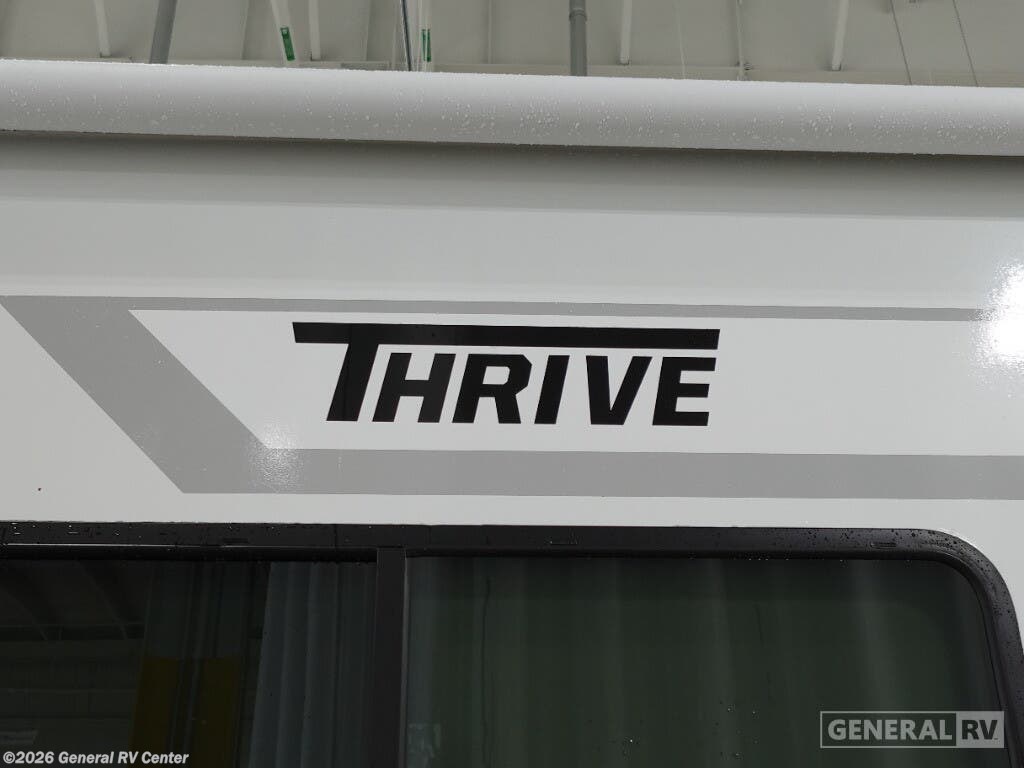 THRIVE
GENERAL RV
©2026 General RV Center